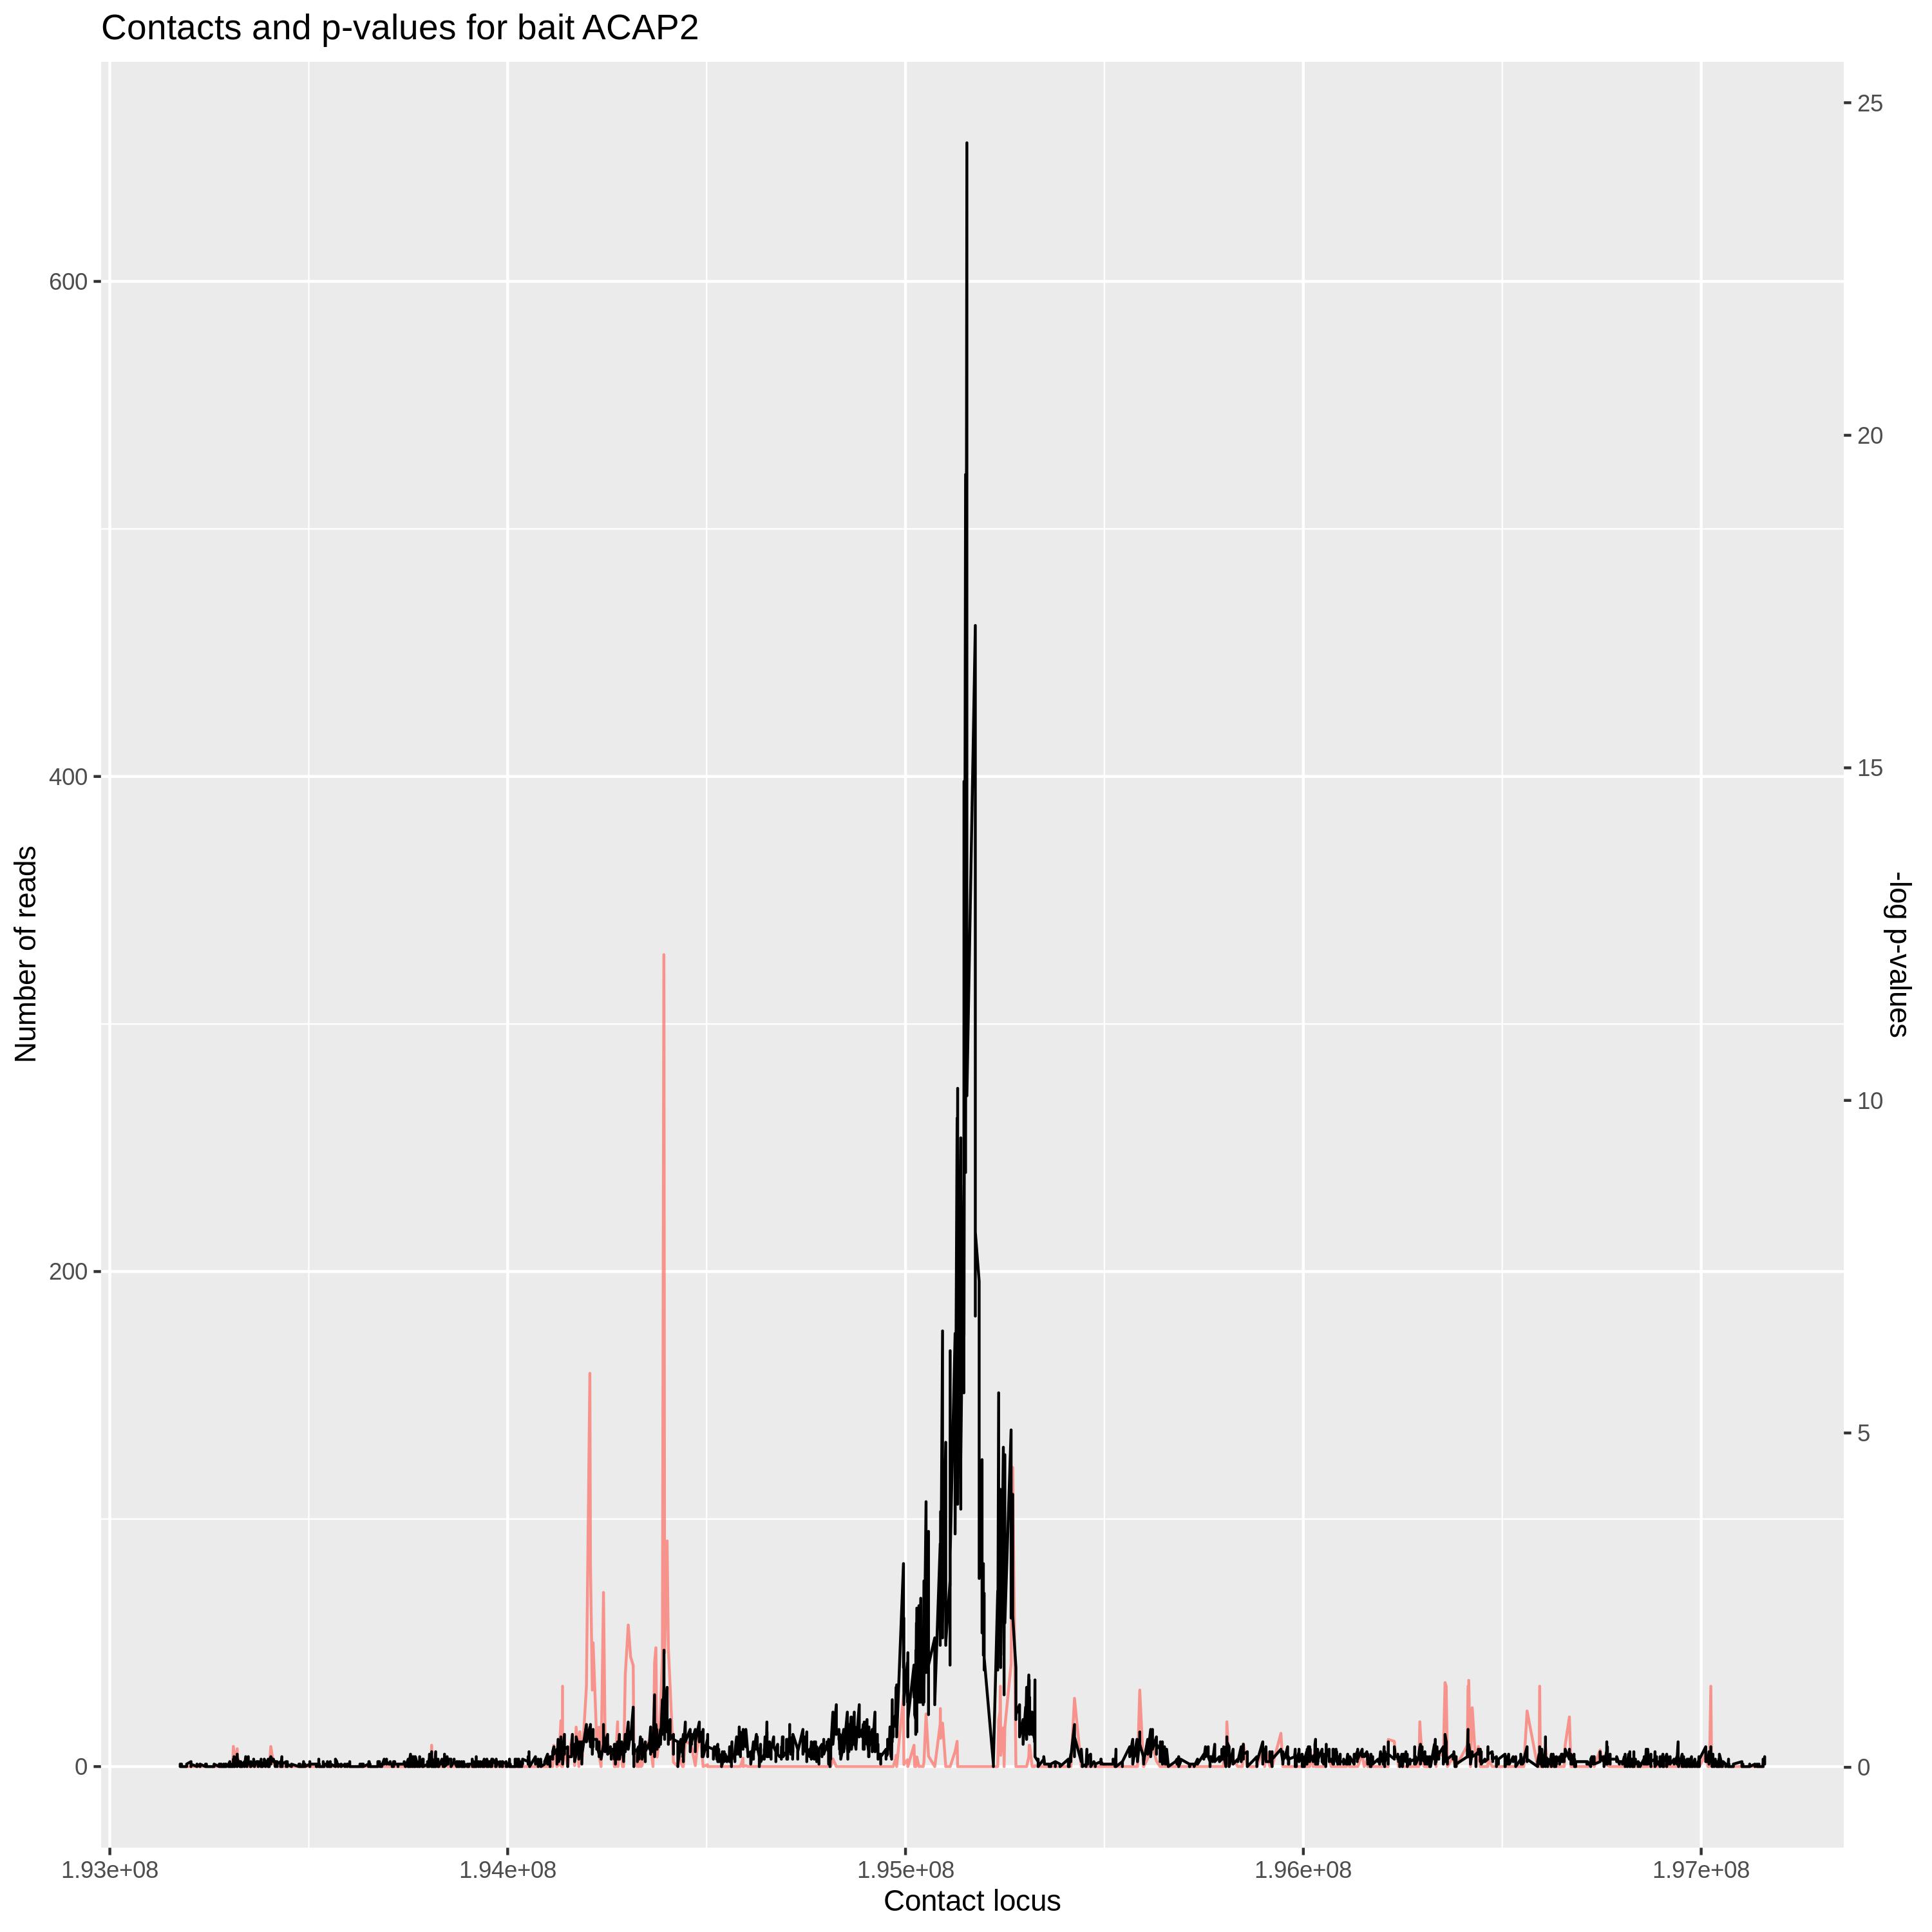 Contacts and p-values for bait ACAP2
Number of reads
600
400
200
0
25
20
15
10
5
0
-log p-values
1.93e+08 1.94e+08 1.95e+08 1.96e+08 1.97e+08
Contact locus